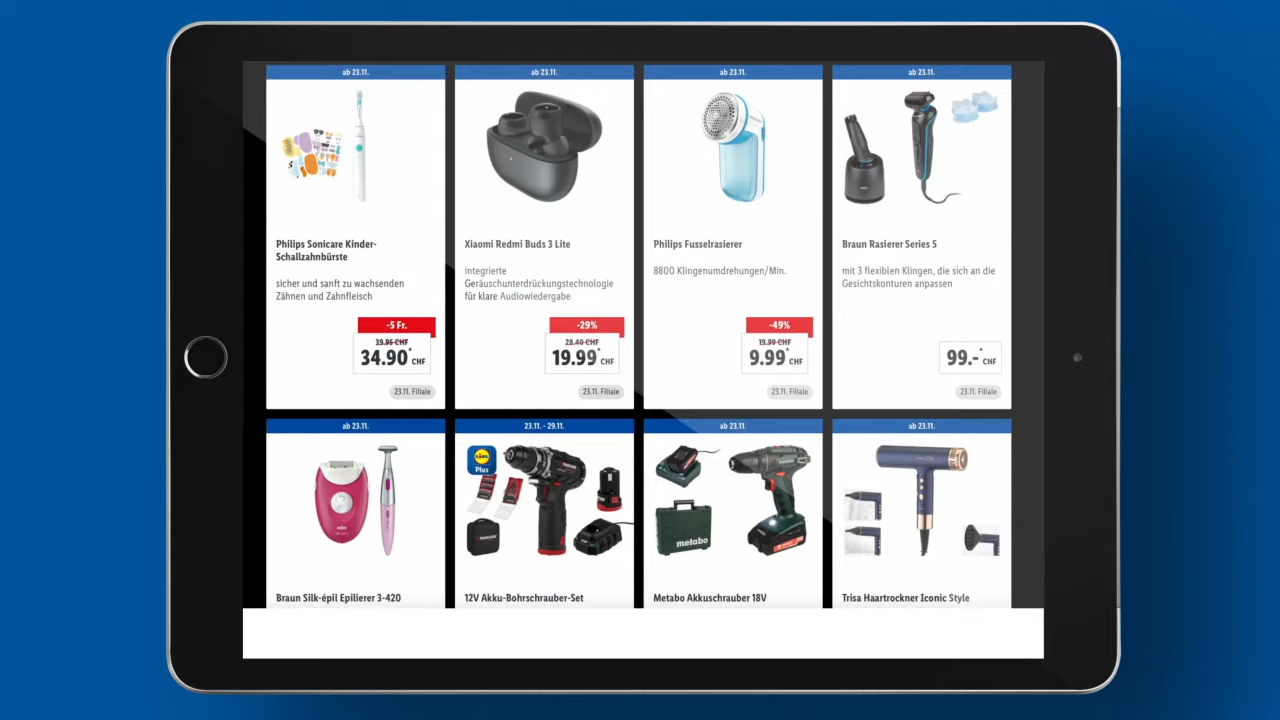 ab 23.11.
Philips Sonicare Kinder-
Schallzahnbürste
sicher und sanft zu wachsenden
Zähnen und Zahnfleisch
-5 Fr.
39.95 CHF
34.90* CHF
23.11. Filiale
ab 23.11.
Xiaomi Redmi Buds 3 Lite
integrierte
Geräuschunterdrückungstechnologie
für klare Audiowiedergabe
-29%
28.40 CHF
19.99* CHF
23.11. Filiale
ab 23.11.
Philips Fusselrasierer
8800 Klingenumdrehungen/Min.
-49%
19.99 CHF
9.99* CHF
23.11. Filiale
ab 23.11.
Braun Rasierer Series 5
mit 3 flexiblen Klingen, die sich an die
Gesichtskonturen anpassen
99.-* CHF
23.11. Filiale
ab 23.11.
Braun Silk-épil Epilierer 3-420
23.11. - 29.11.
LIDL
Plus
PARKSIDE
12V Akku-Bohrschrauber-Set
ab 23.11.
metabo
Metabo Akkuschrauber 18V
ab 23.11.
Trisa Haartrockner Iconic Style